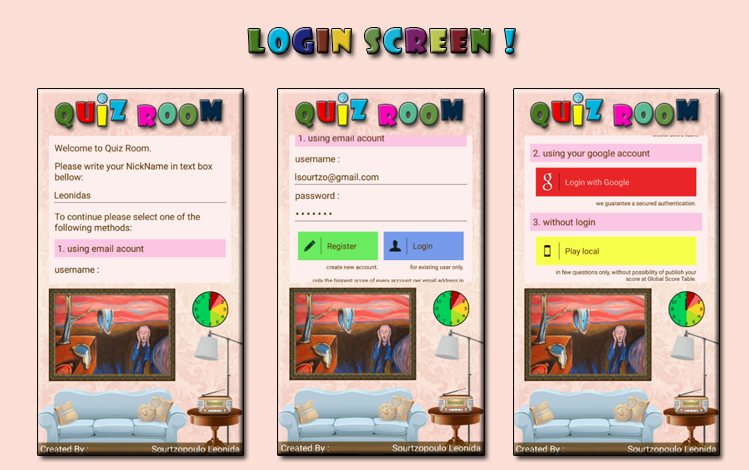 LOGIN SCREEN !
QUIZ ROOM
Welcome to Quiz Room.
Please write your NickName in text box
bellow:
Leonidas
To continue please select one of the
following methods:
1. using email acount
username :
Created By :
Sourtzopoulo Leonida
QUIZ ROOM
1. using email acount
username :
lsourtzo@gmail.com
password :
•••••••
Register
Login
create new account.
for existing user only.
only the highest score of every account per email address in
Created By :
Sourtzopoulo Leonida
QUIZ ROOM
2. using your google account
g
Login with Google
we guarantee a secured authentication.
3. without login
Play local
in few questions only, without possibility of publish your
score at Global Score Table.
Created By :
Sourtzopoulo Leonida